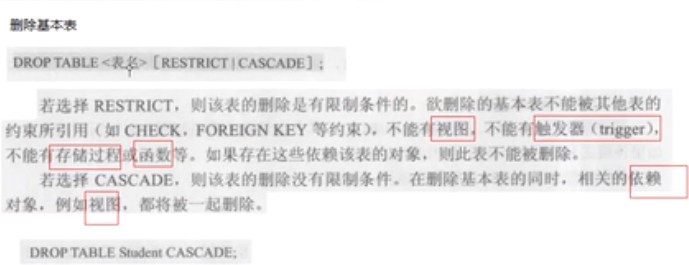 删除基本表
DROP TABLE <表名> [RESTRICT | CASCADE] ;
若选择 RESTRICT，则该表的删除是有限制条件的。欲删除的基本表不能被其他表的
约束所引用（如 CHECK，FOREIGN KEY 等约束），不能有视图，不能有触发器（trigger），
不能有存储过程或函数等。如果存在这些依赖该表的对象，则此表不能被删除。
若选择 CASCADE，则该表的删除没有限制条件。在删除基本表的同时，相关的依赖
对象，例如视图，都将被一起删除。
DROP TABLE Student CASCADE;